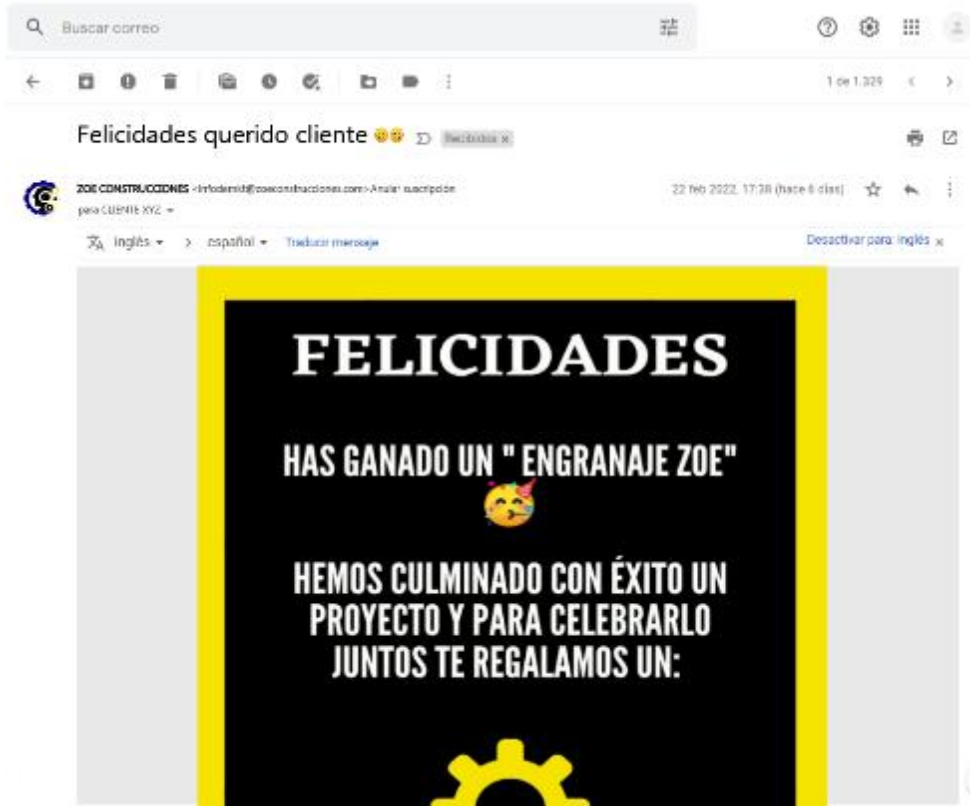 Buscar correo
1 de 1.329
Felicidades querido cliente Recibidos x
ZOE CONSTRUCCIONES Anular suscripción 22 feb 2022, 17:38 (hace 6 días)
para CLIENTE XYZ
inglés > español Traducir mensaje Desactivar para: inglés x
FELICIDADES
HAS GANADO UN " ENGRANAJE ZOE"
HEMOS CULMINADO CON ÉXITO UN
PROYECTO Y PARA CELEBRARLO
JUNTOS TE REGALAMOS UN: